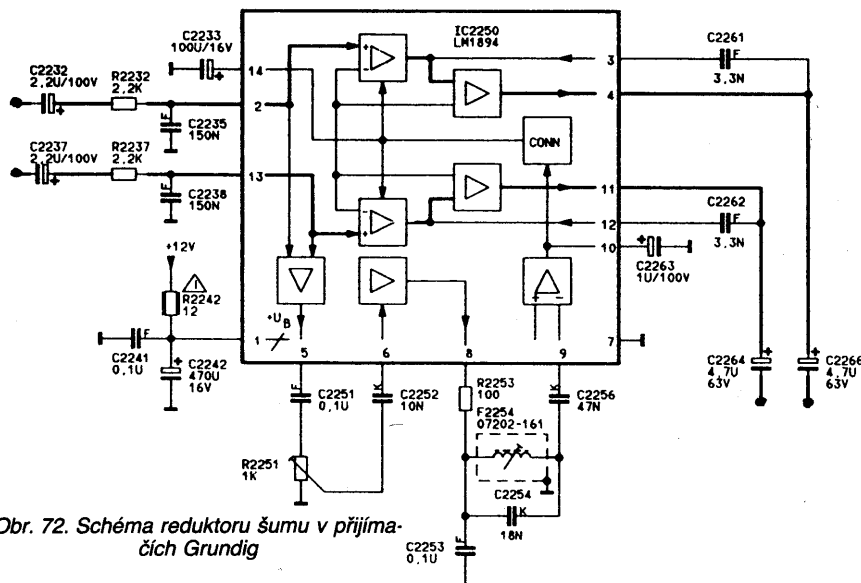 C2233
100U/16V
IC2250
LM1894
C2261
F
3,3N
3
14
4
C2232
2,2U/100V
R2232
2,2K
2
F
C2235
150N
CONN
C2237
2,2U/100V
R2237
2,2K
13
F
C2238
150N
11
12
C2262
F
3,3N
10
C2263
1U/100V
+12V
R2242
12
+U_B
1
7
F
C2241
0,1U
C2242
470U
16V
5
6
8
9
C2264
4,7U
63V
C2266
4,7U
63V
F
C2251
0,1U
K
C2252
10N
R2253
100
K
C2256
47N
F2254
07202-161
R2251
1K
C2254
K
18N
C2253
0,1U
F
Obr. 72. Schéma reduktoru šumu v přijíma-
čích Grundig